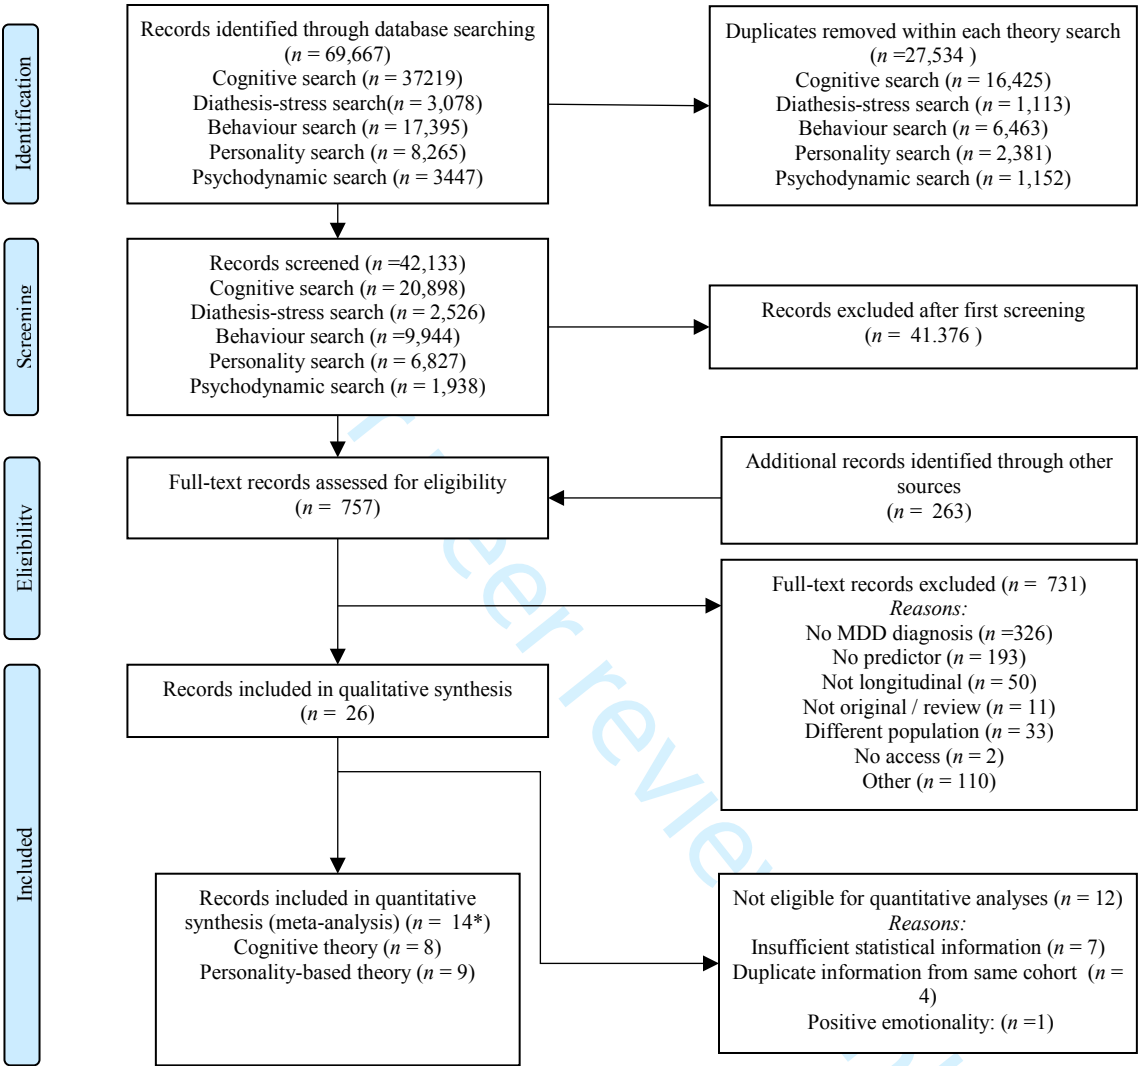 Identification
Records identified through database searching
(n = 69,667)
Cognitive search (n = 37219)
Diathesis-stress search(n = 3,078)
Behaviour search (n = 17,395)
Personality search (n = 8,265)
Psychodynamic search (n = 3447)
Duplicates removed within each theory search
(n =27,534 )
Cognitive search (n = 16,425)
Diathesis-stress search (n = 1,113)
Behaviour search (n = 6,463)
Personality search (n = 2,381)
Psychodynamic search (n = 1,152)
Screening
Records screened (n =42,133)
Cognitive search (n = 20,898)
Diathesis-stress search (n = 2,526)
Behaviour search (n =9,944)
Personality search (n = 6,827)
Psychodynamic search (n = 1,938)
Records excluded after first screening
(n = 41.376 )
Eligibility
Full-text records assessed for eligibility
(n = 757)
Additional records identified through other
sources
(n = 263)
Full-text records excluded (n = 731)
Reasons:
No MDD diagnosis (n =326)
No predictor (n = 193)
Not longitudinal (n = 50)
Not original / review (n = 11)
Different population (n = 33)
No access (n = 2)
Other (n = 110)
Included
Records included in qualitative synthesis
(n = 26)
Records included in quantitative
synthesis (meta-analysis) (n = 14*)
Cognitive theory (n = 8)
Personality-based theory (n = 9)
Not eligible for quantitative analyses (n = 12)
Reasons:
Insufficient statistical information (n = 7)
Duplicate information from same cohort (n =
4)
Positive emotionality: (n =1)
r review